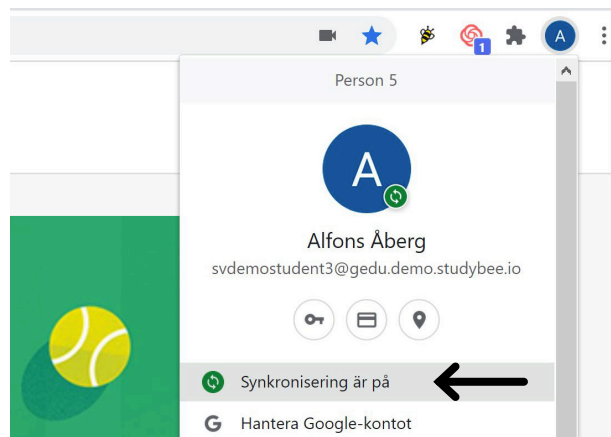 A
1
Person 5
A
Alfons Åberg
svdemostudent3@gedu.demo.studybee.io
Synkronisering är på
G Hantera Google-kontot